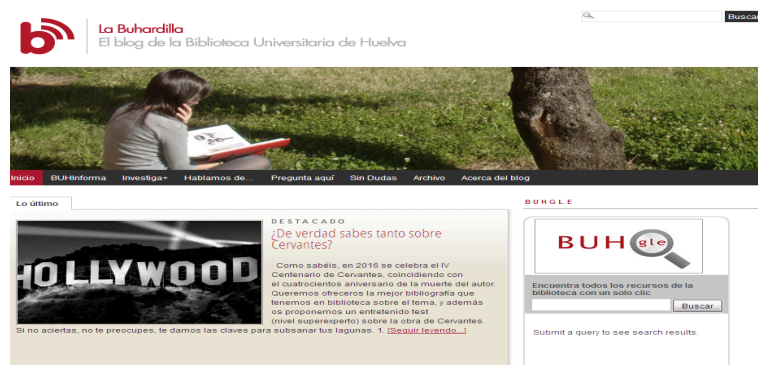 Buscar
La Buhardilla
El blog de la Biblioteca Universitaria de Huelva
Inicio BUHInforma Investiga+ Hablamos de... Pregunta aquí Sin Dudas Archivo Acerca del blog
Lo último
DESTACADO
¿De verdad sabes tanto sobre
Cervantes?
HOLLYWOOD
Como sabéis, en 2016 se celebra el IV
Centenario de Cervantes, coincidiendo con
el cuatrocientos aniversario de la muerte del autor.
Queremos ofreceros la mejor bibliografía que
tenemos en biblioteca sobre el tema, y además
os proponemos un entretenido test
(nivel superexperto) sobre la obra de Cervantes.
Si no aciertas, no te preocupes, te damos las claves para subsanar tus lagunas. 1. [Seguir leyendo...]
BUHGLE
BUHgle
Encuentra todos los recursos de la
biblioteca con un solo clic
Buscar
Submit a query to see search results.